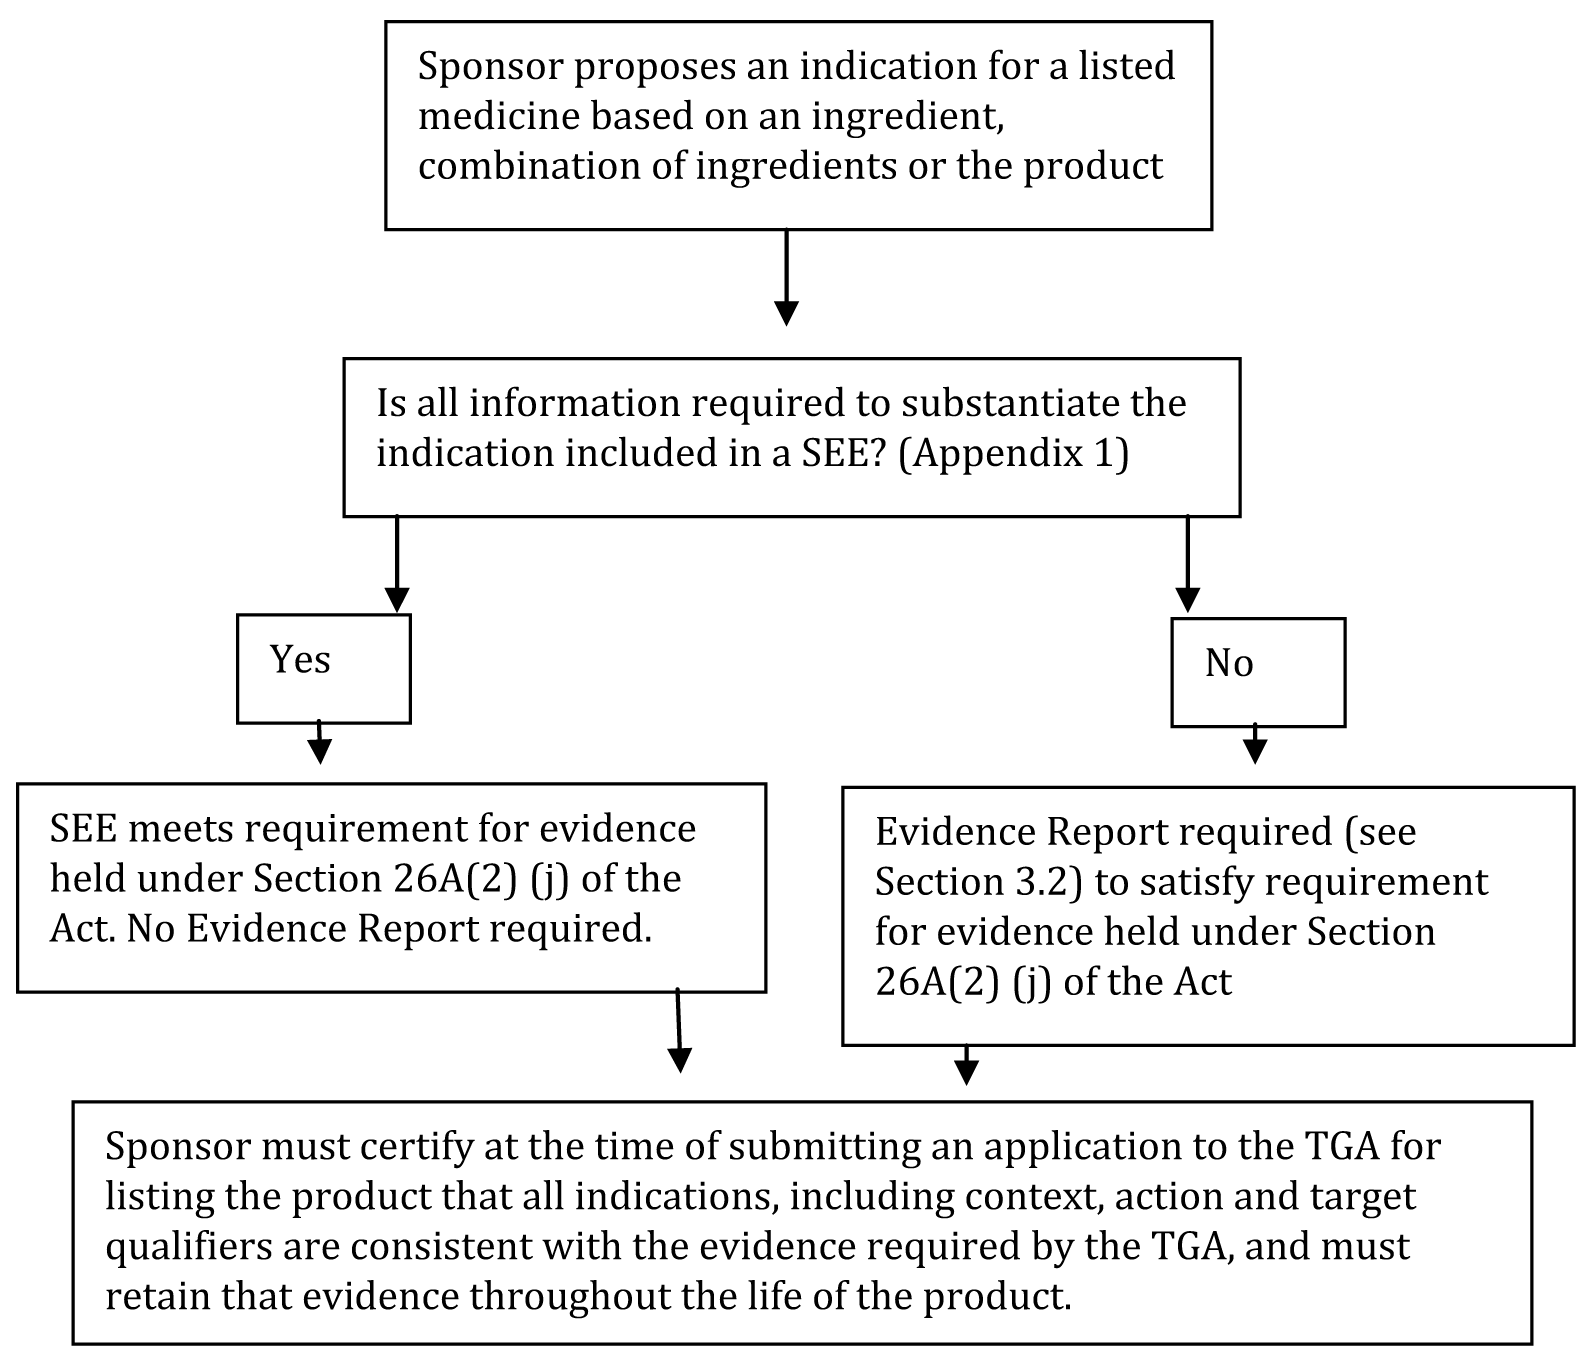 Sponsor proposes an indication for a listed
medicine based on an ingredient,
combination of ingredients or the product
Is all information required to substantiate the
indication included in a SEE? (Appendix 1)
Yes
No
SEE meets requirement for evidence
held under Section 26A(2) (j) of the
Act. No Evidence Report required.
Evidence Report required (see
Section 3.2) to satisfy requirement
for evidence held under Section
26A(2) (j) of the Act
Sponsor must certify at the time of submitting an application to the TGA for
listing the product that all indications, including context, action and target
qualifiers are consistent with the evidence required by the TGA, and must
retain that evidence throughout the life of the product.